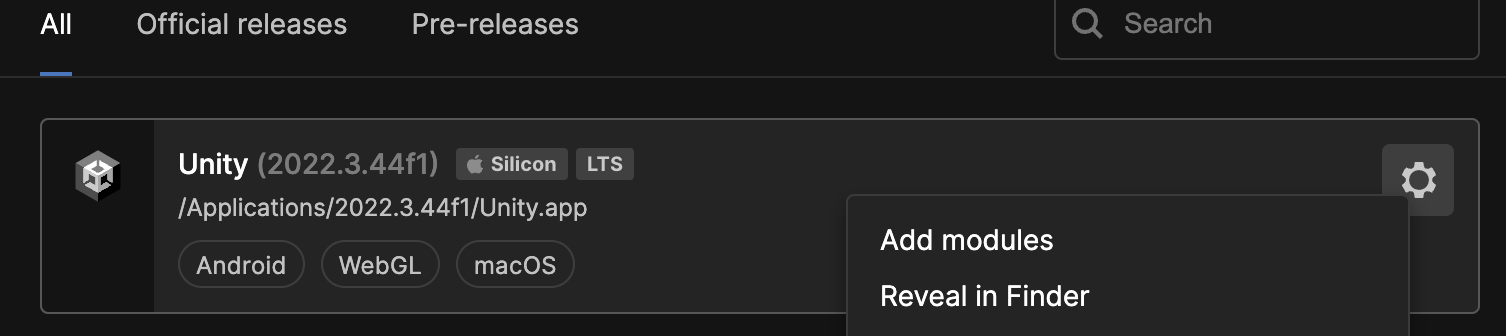 All Official releases Pre-releases Search
Unity (2022.3.44f1) Silicon LTS
/Applications/2022.3.44f1/Unity.app
Android WebGL macOS
Add modules
Reveal in Finder